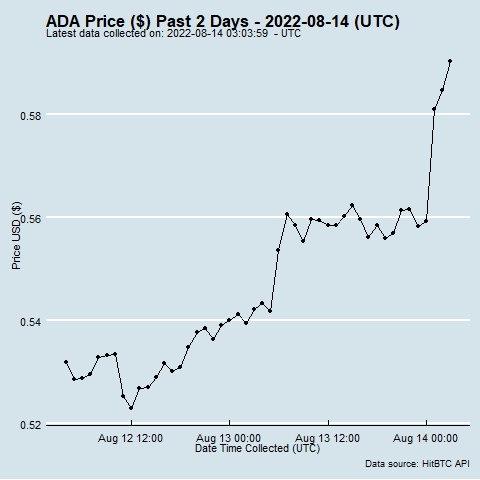 ADA Price ($) Past 2 Days - 2022-08-14 (UTC)
Latest data collected on: 2022-08-14 03:03:59 - UTC
0.58
0.56
0.54
0.52
Price USD ($)
Aug 12 12:00 Aug 13 00:00 Aug 13 12:00 Aug 14 00:00
Date Time Collected (UTC)
Data source: HitBTC API